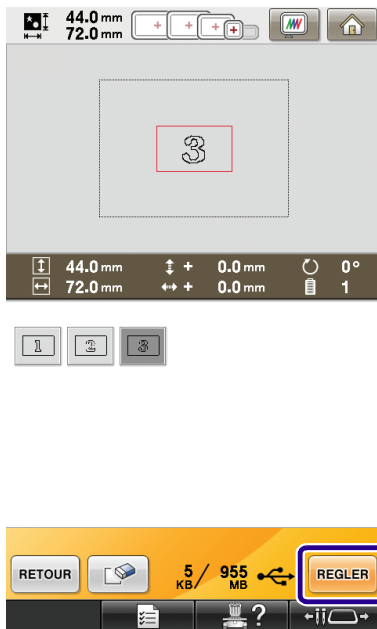 44.0 mm
72.0 mm
3
44.0 mm + 0.0 mm 0°
72.0 mm + 0.0 mm 1
1 2 3
RETOUR 5 KB / 955 MB REGLER
?